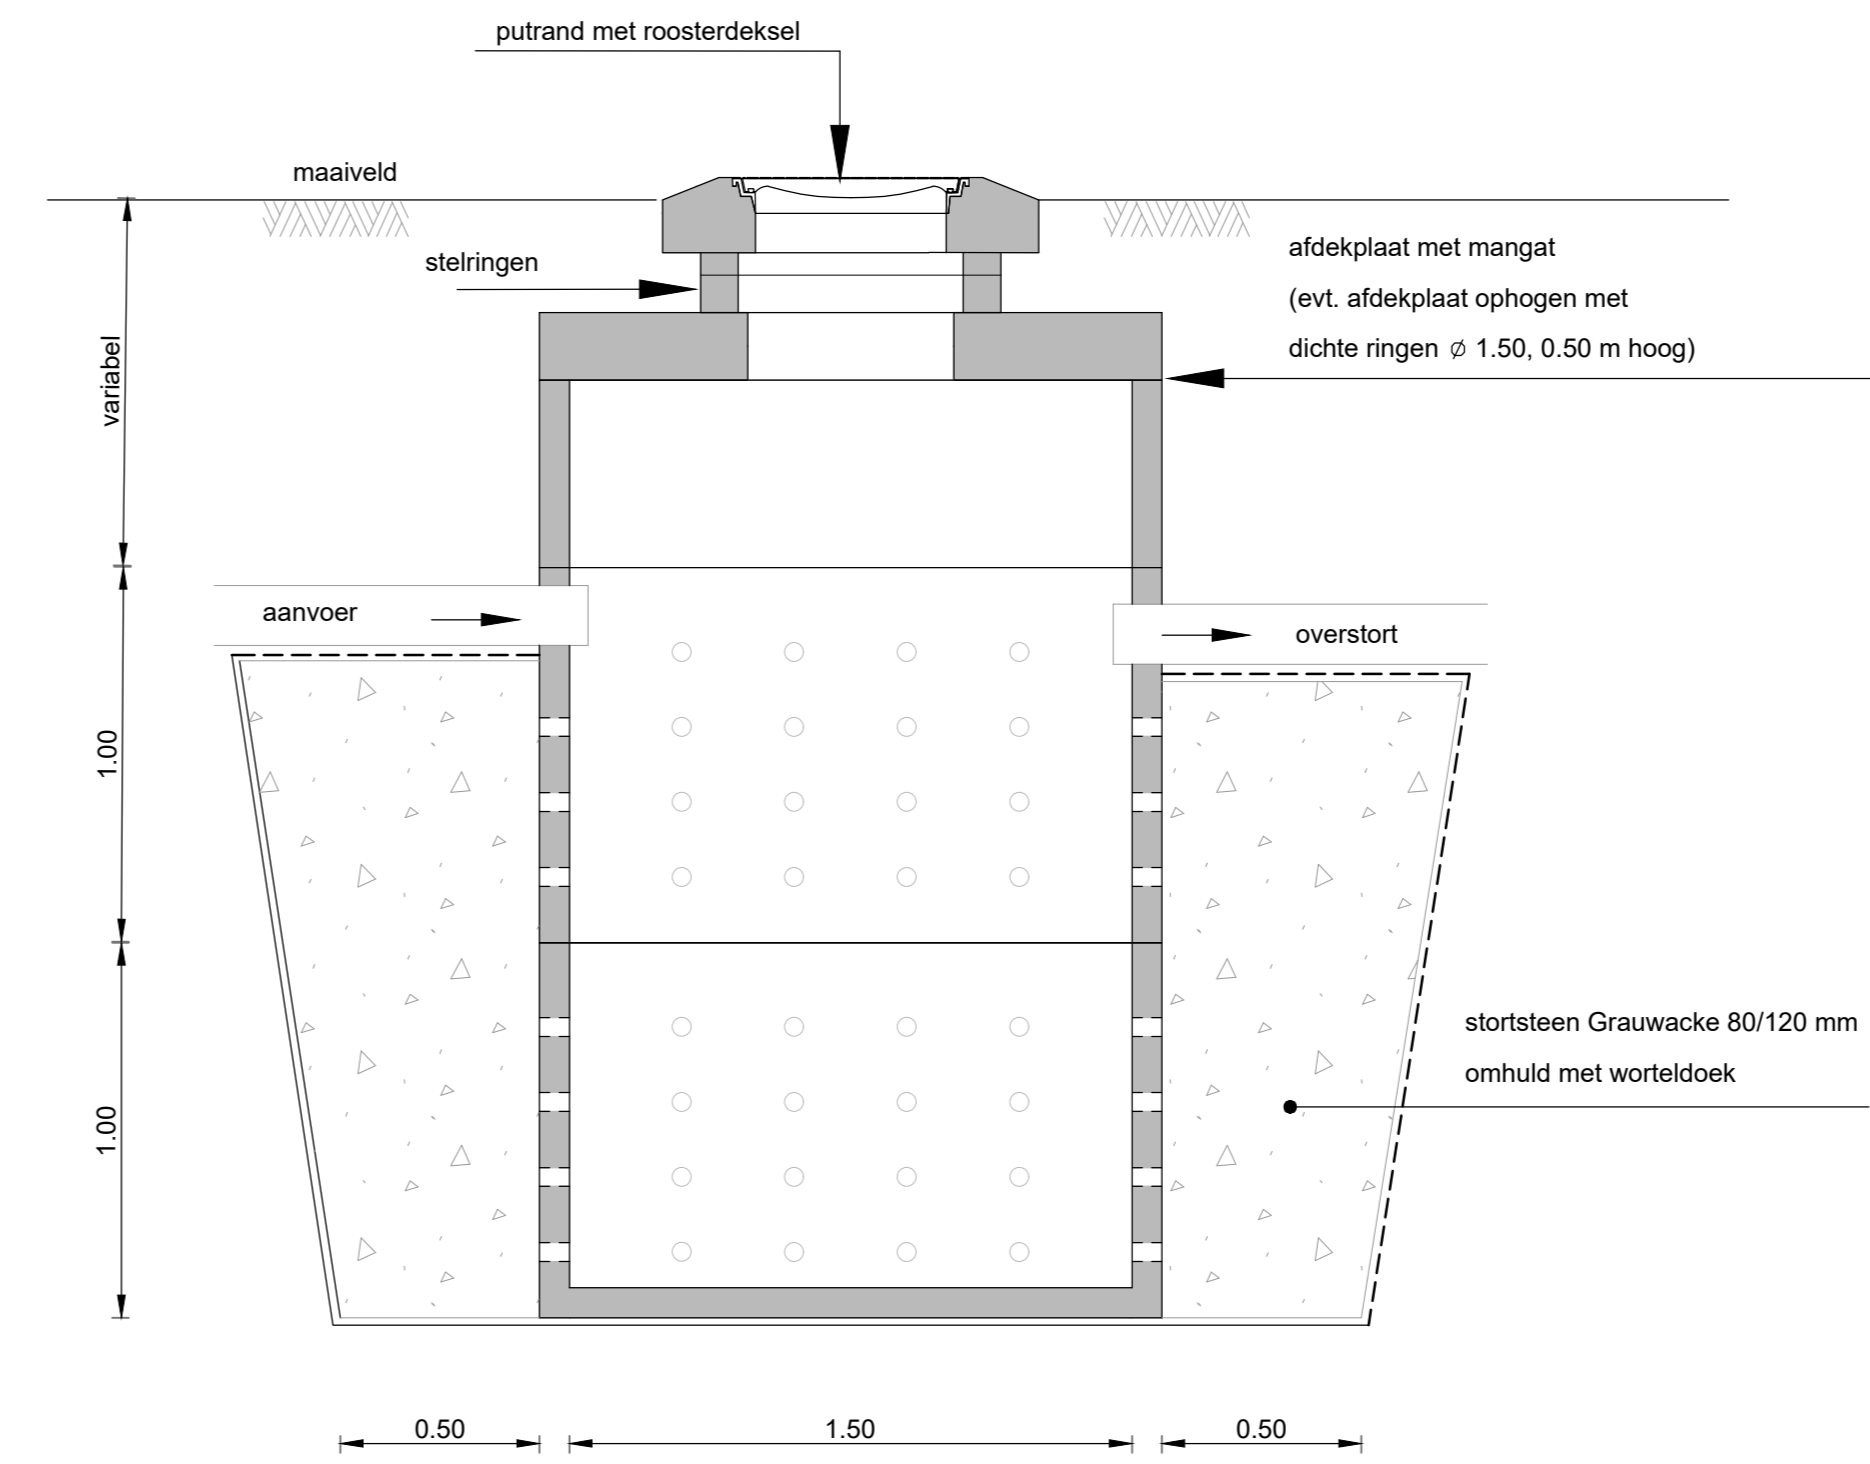 putrand met roosterdeksel
maaiveld
stelringen
afdekplaat met mangat
(evt. afdekplaat ophogen met
dichte ringen ⌀ 1.50, 0.50 m hoog)
variabel
aanvoer
overstort
1.00
stortsteen Grauwacke 80/120 mm
omhuld met worteldoek
1.00
0.50
1.50
0.50